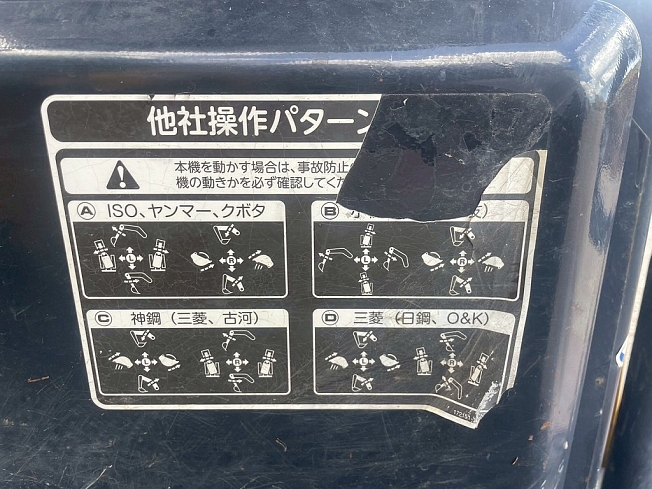 他社操作パターン
本機を動かす場合は、事故防止
機の動きかを必ず確認してくだ
A ISO、ヤンマー、クボタ
L R
B
L R
C 神鋼(三菱、古河)
L R
D 三菱(日鋼、O&K)
L R